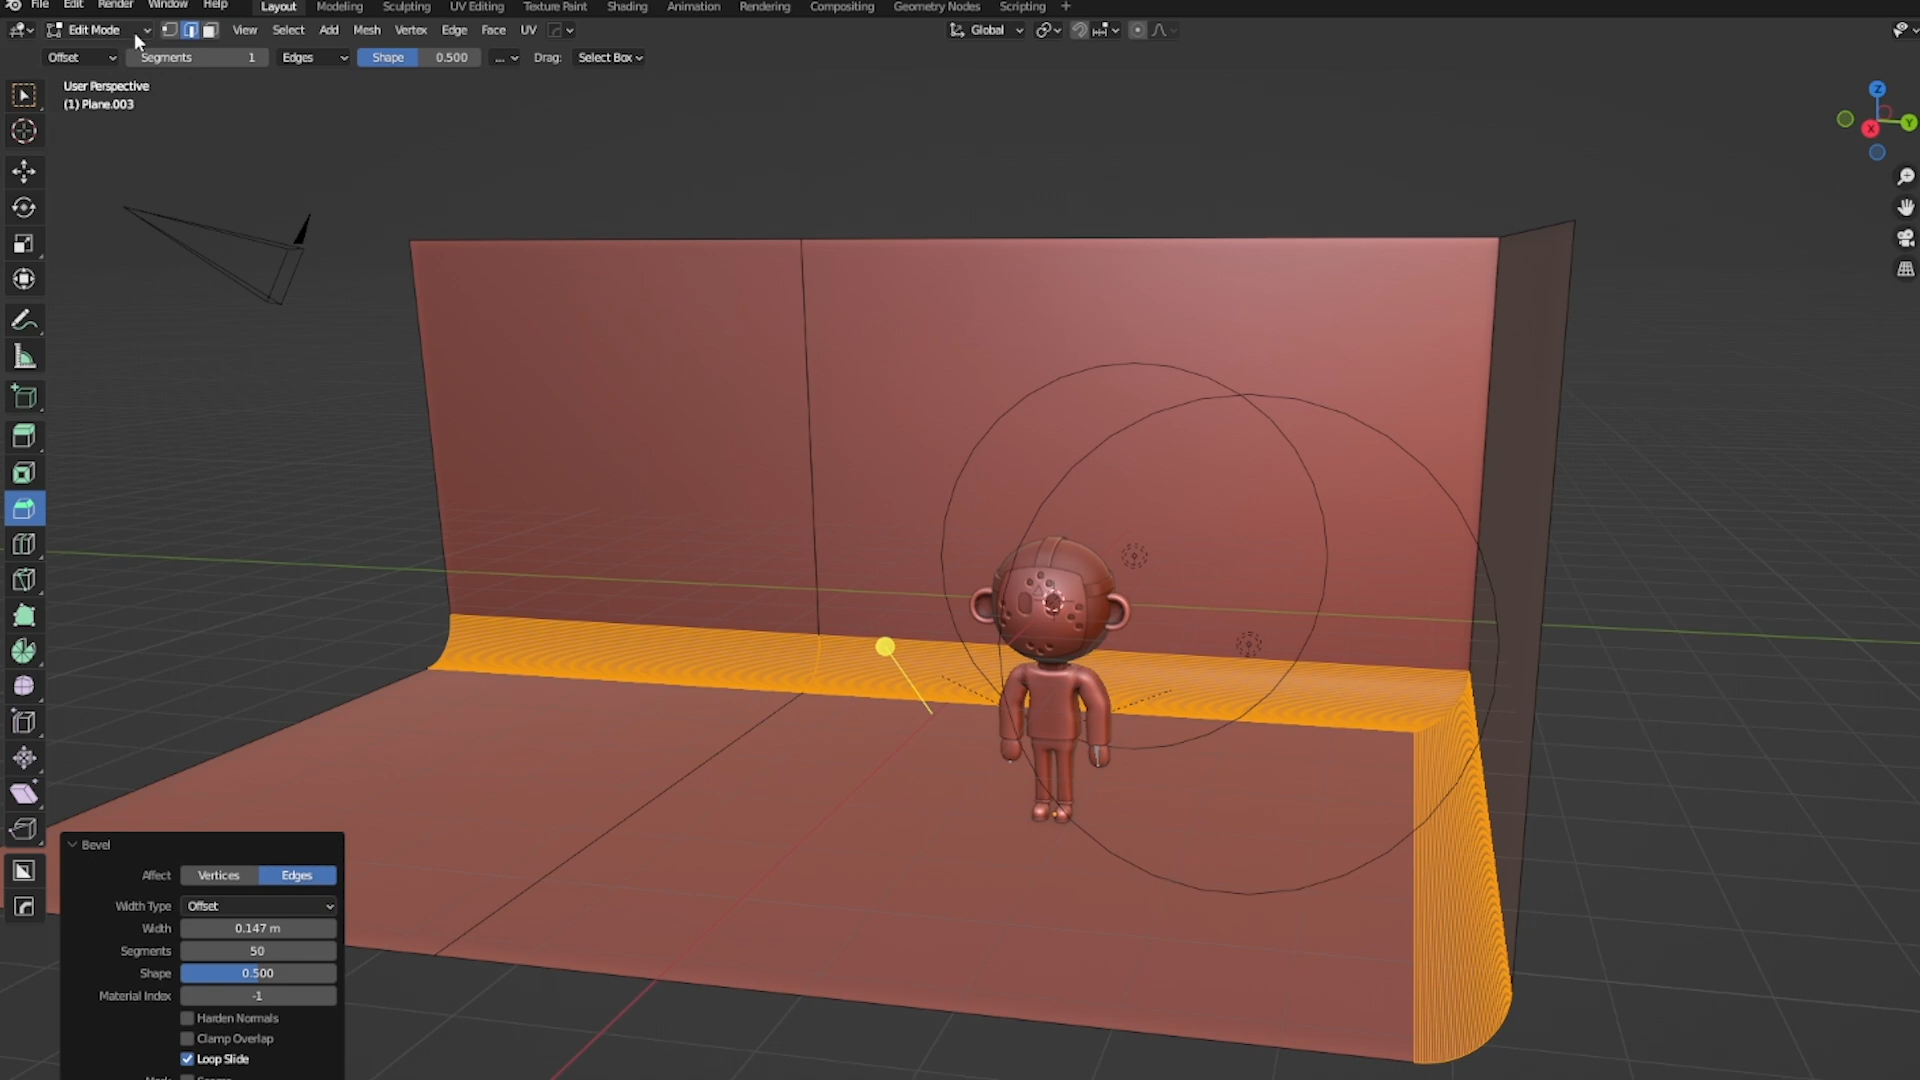 File Edit Render Window Help Layout Modeling Sculpting UV Editing Texture Paint Shading Animation Rendering Compositing Geometry Nodes Scripting +
Edit Mode View Select Add Mesh Vertex Edge Face UV Global
Offset Segments 1 Edges Shape 0.500 ... Drag: Select Box
User Perspective
(1) Plane.003
Z
X Y
Bevel
Affect Vertices Edges
Width Type Offset
Width 0.147 m
Segments 50
Shape 0.500
Material Index -1
Harden Normals
Clamp Overlap
Loop Slide